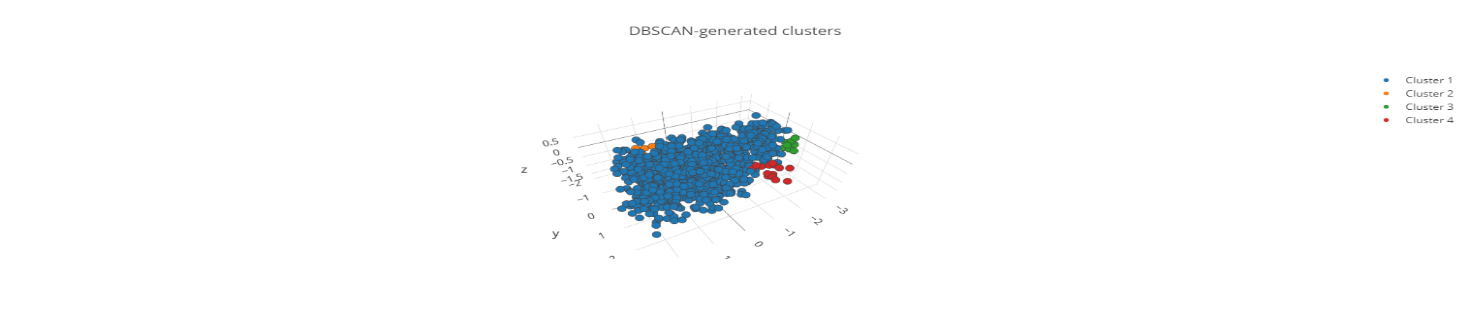 DBSCAN-generated clusters
Cluster 1
Cluster 2
Cluster 3
Cluster 4
0.5
0
−0.5
−1
−1.5
−2
z
−1
0
1
y
−3
−2
−1
0